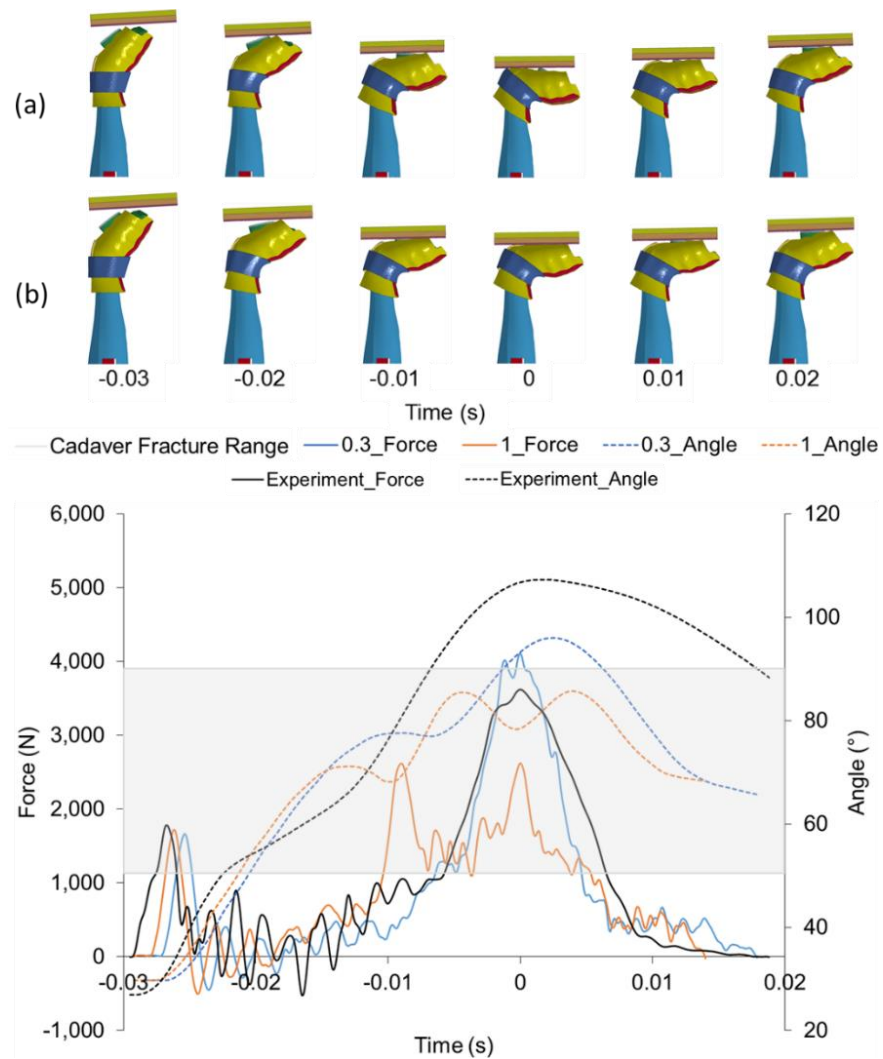 (a)
(b)
-0.03 -0.02 -0.01 0 0.01 0.02
Time (s)
Cadaver Fracture Range 0.3_Force 1_Force 0.3_Angle 1_Angle
Experiment_Force Experiment_Angle
6,000 120
5,000 100
4,000
3,000 80
2,000 60
1,000 40
0
-0.03 -0.02 -0.01 0 0.01 0.02
-1,000 20
Force (N)
Angle (°)
Time (s)